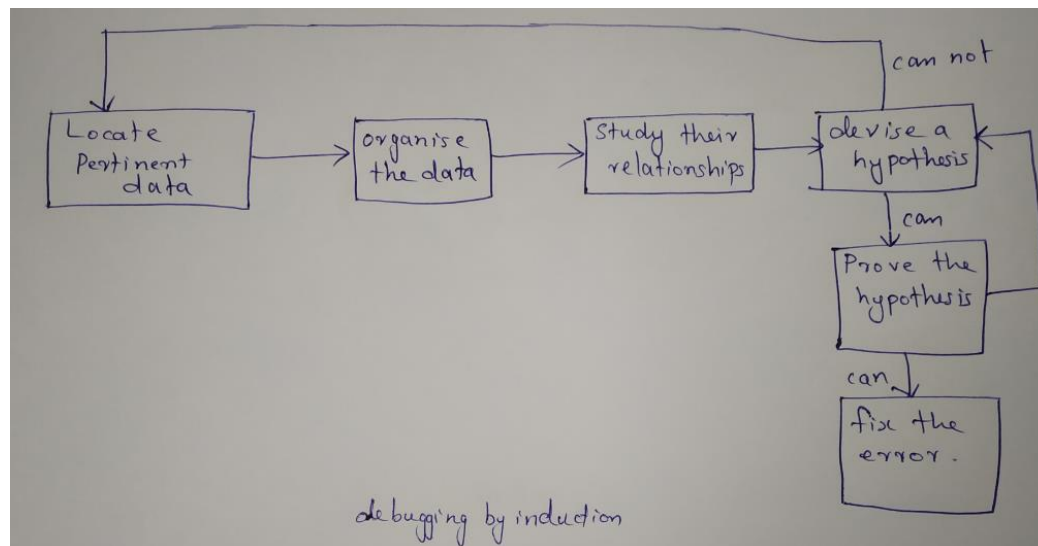 can not
Locate
Pertinent
data
organise
the data
Study their
relationships
devise a
hypothesis
can
Prove the
hypothesis
can
fix the
error.
debugging by induction